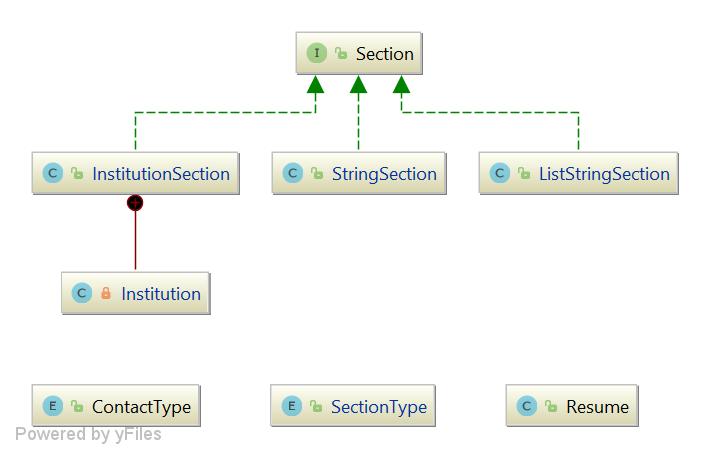 I Section
C InstitutionSection
C StringSection
C ListStringSection
C Institution
E ContactType
E SectionType
C Resume
Powered by yFiles